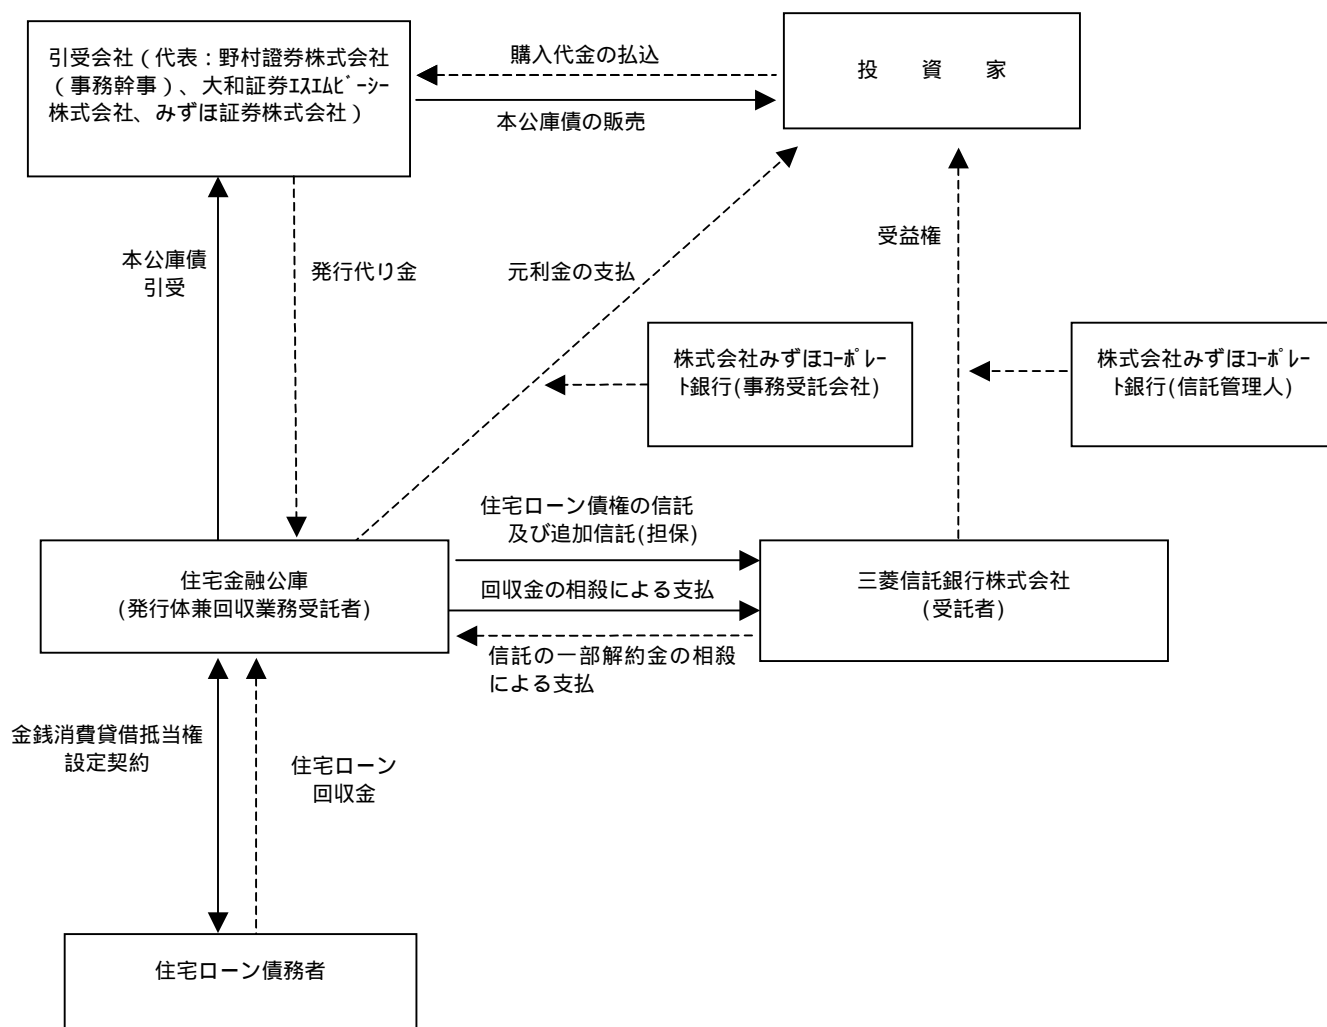 引受会社(代表:野村證券株式会社
(事務幹事)、大和証券ｴｽｴﾑﾋﾞｰｼｰ
株式会社、みずほ証券株式会社)
購入代金の払込
投　資　家
本公庫債の販売
本公庫債
引受
発行代り金
元利金の支払
受益権
株式会社みずほｺｰﾎﾟﾚｰ
ﾄ銀行(事務受託会社)
株式会社みずほｺｰﾎﾟﾚｰ
ﾄ銀行(信託管理人)
住宅ローン債権の信託
及び追加信託(担保)
住宅金融公庫
(発行体兼回収業務受託者)
回収金の相殺による支払
三菱信託銀行株式会社
(受託者)
信託の一部解約金の相殺
による支払
金銭消費貸借抵当権
設定契約
住宅ローン
回収金
住宅ローン債務者